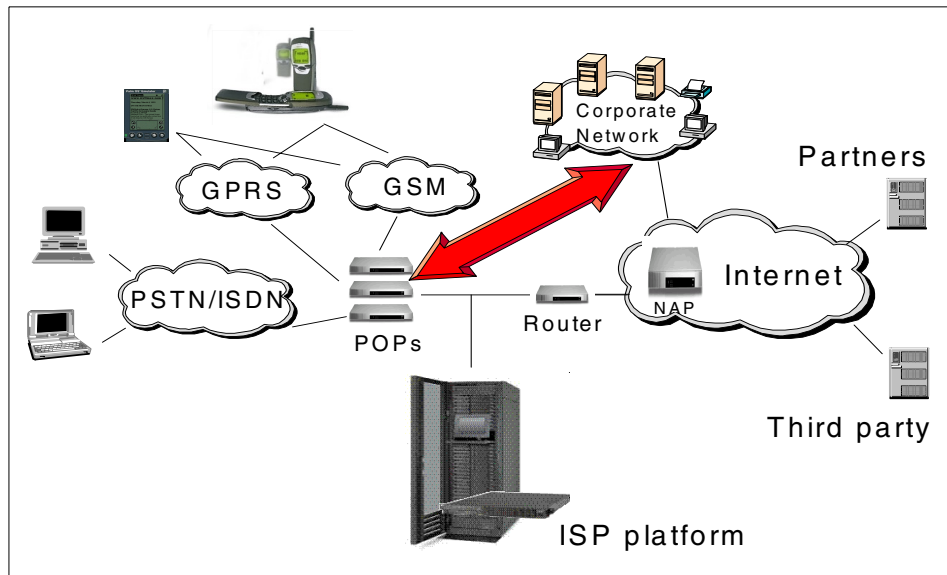 Corporate
Network
Partners
GPRS
GSM
Internet
PSTN/ISDN
NAP
Router
POPs
Third party
ISP platform